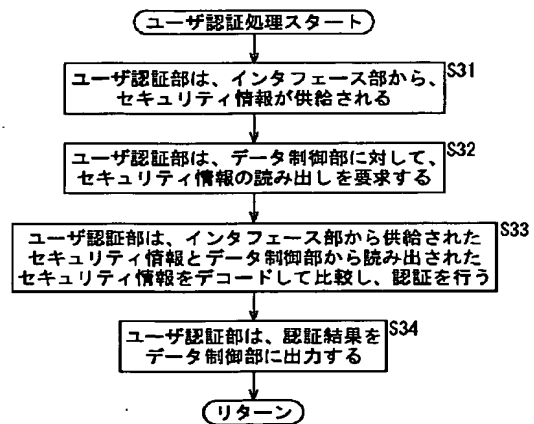 ユーザ認証処理スタート
S31
ユーザ認証部は、インタフェース部から、
セキュリティ情報が供給される
S32
ユーザ認証部は、データ制御部に対して、
セキュリティ情報の読み出しを要求する
S33
ユーザ認証部は、インタフェース部から供給された
セキュリティ情報とデータ制御部から読み出された
セキュリティ情報をデコードして比較し、認証を行う
S34
ユーザ認証部は、認証結果を
データ制御部に出力する
リターン